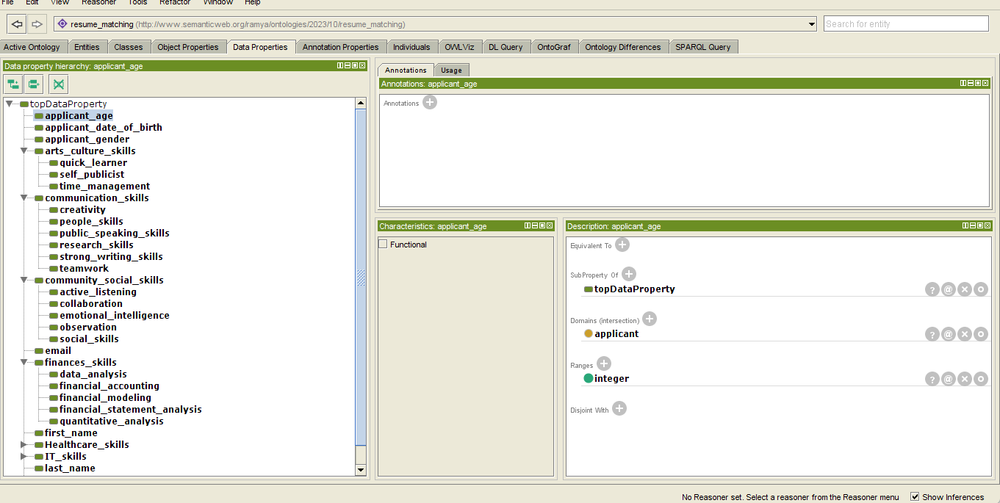 File Edit View Reasoner Tools Refactor Window Help
resume_matching (http://www.semanticweb.org/ramya/ontologies/2023/10/resume_matching)
Search for entity
Active Ontology Entities Classes Object Properties Data Properties Annotation Properties Individuals OWLViz DL Query OntoGraf Ontology Differences SPARQL Query
Data property hierarchy: applicant_age
topDataProperty
applicant_age
applicant_date_of_birth
applicant_gender
arts_culture_skills
quick_learner
self_publicist
time_management
communication_skills
creativity
people_skills
public_speaking_skills
research_skills
strong_writing_skills
teamwork
community_social_skills
active_listening
collaboration
emotional_intelligence
observation
social_skills
email
finances_skills
data_analysis
financial_accounting
financial_modeling
financial_statement_analysis
quantitative_analysis
first_name
Healthcare_skills
IT_skills
last_name
Annotations Usage
Annotations: applicant_age
Annotations
Characteristics: applicant_age
Functional
Description: applicant_age
Equivalent To
SubProperty Of
topDataProperty
Domains (intersection)
applicant
Ranges
integer
Disjoint With
No Reasoner set. Select a reasoner from the Reasoner menu
Show Inferences